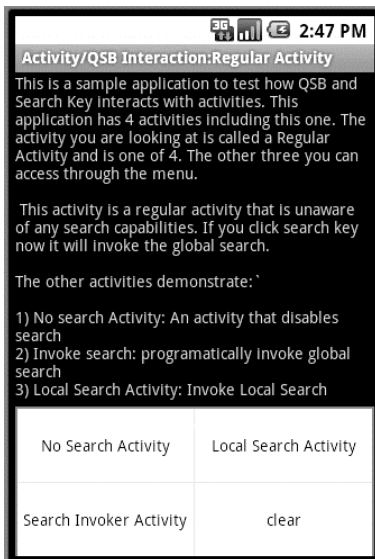 3G 2:47 PM
Activity/QSB Interaction:Regular Activity
This is a sample application to test how QSB and
Search Key interacts with activities. This
application has 4 activities including this one. The
activity you are looking at is called a Regular
Activity and is one of 4. The other three you can
access through the menu.
This activity is a regular activity that is unaware
of any search capabilities. If you click search key
now it will invoke the global search.
The other activities demonstrate:`
1) No search Activity: An activity that disables
search
2) Invoke search: programatically invoke global
search
3) Local Search Activity: Invoke Local Search
No Search Activity Local Search Activity
Search Invoker Activity clear